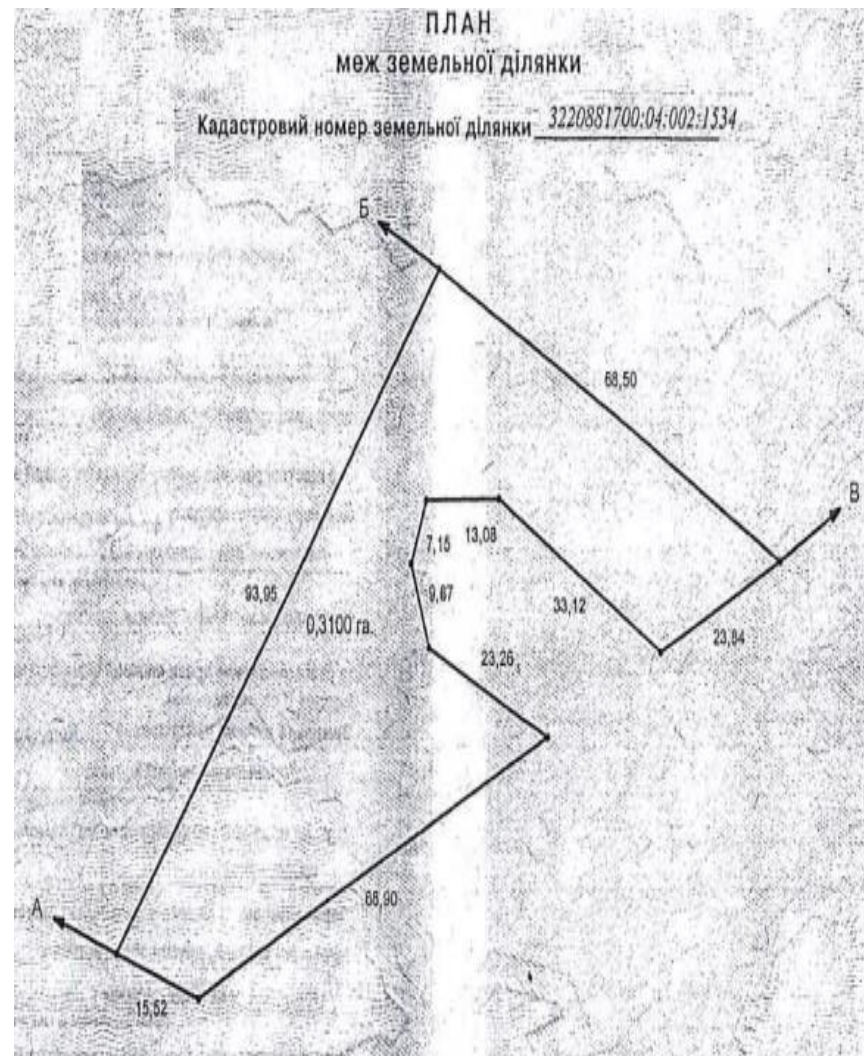 ПЛАН
меж земельної ділянки
Кадастровий номер земельної ділянки 3220881700:04:002:1534
Б
68,50
В
13,08
7,15
93,95
9,67
33,12
0,3100 га.
23,84
23,26
68,90
А
15,52